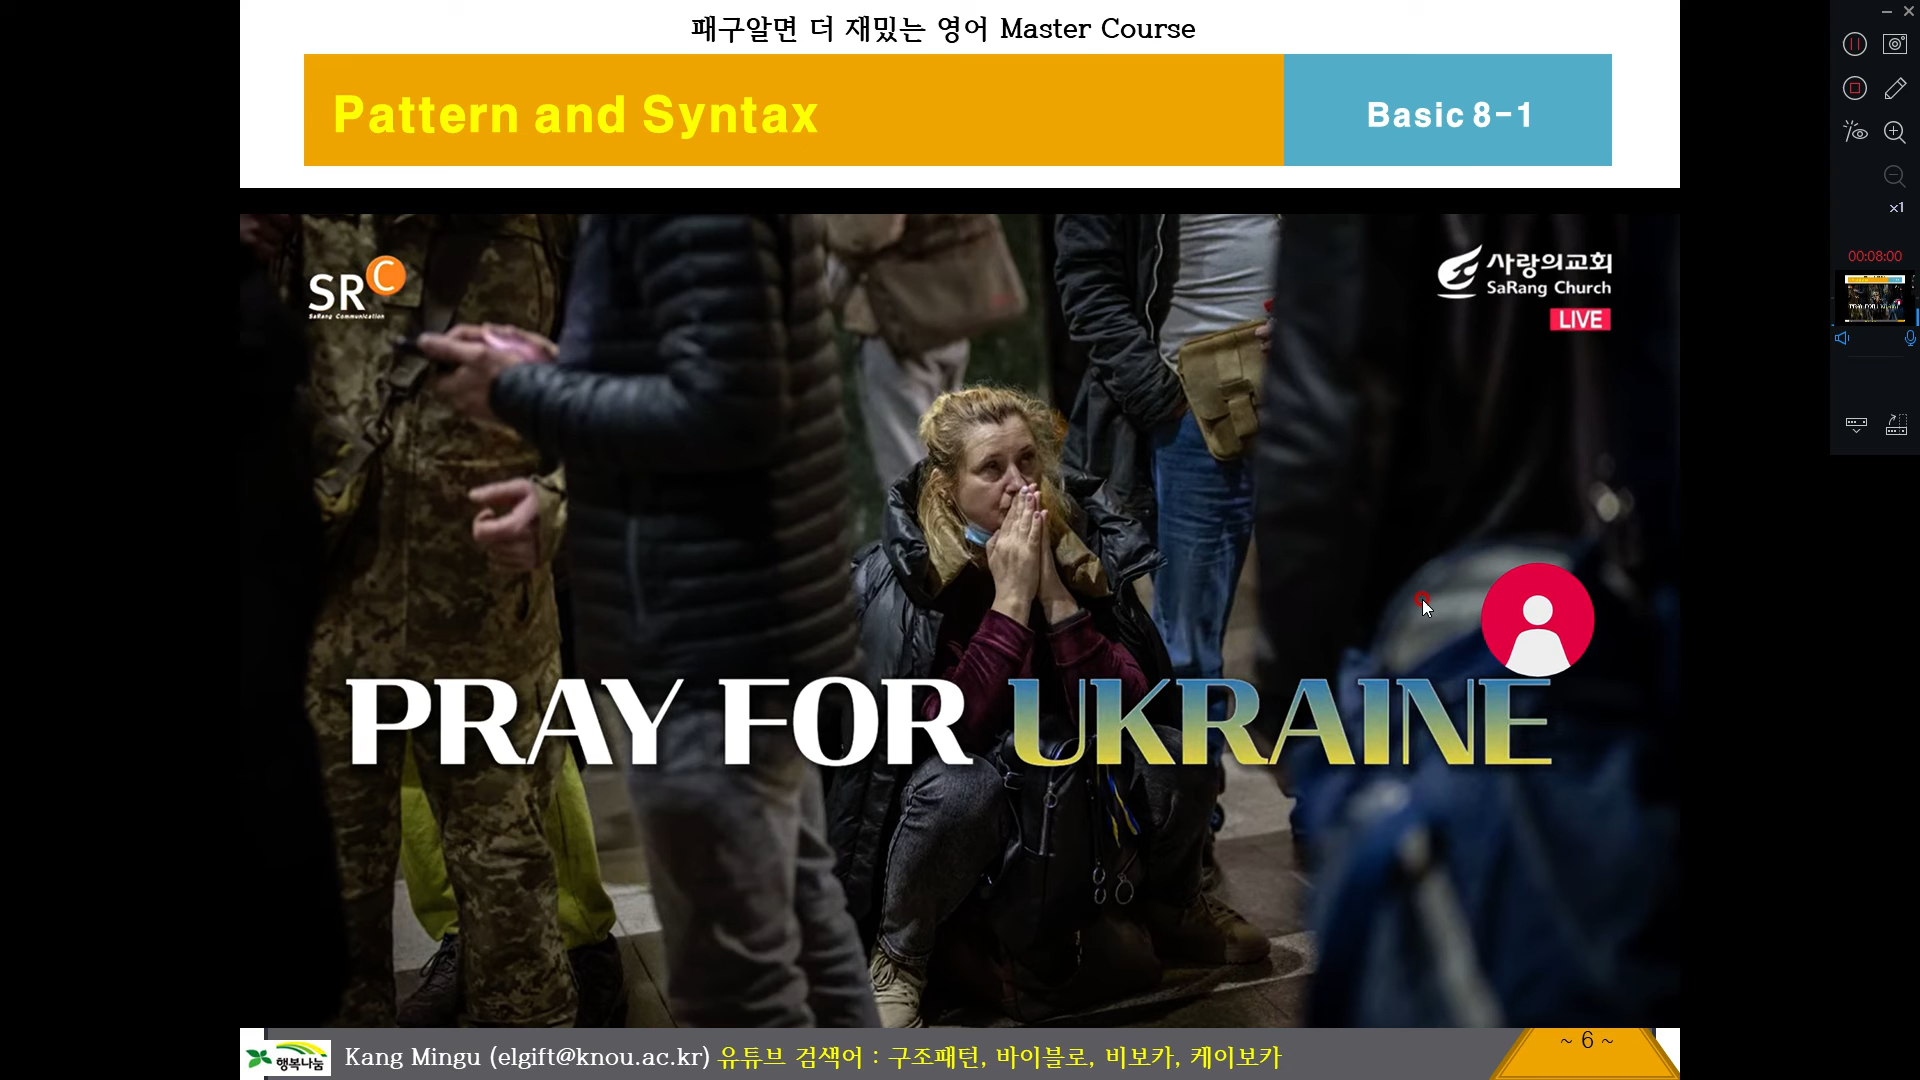 패구알면 더 재밌는 영어 Master Course
Pattern and Syntax
Basic 8-1
SRC
SaRang Communication
사랑의교회
SaRang Church
LIVE
PRAY FOR UKRAINE
x1
00:08:00
행복나눔
Kang Mingu (elgift@knou.ac.kr) 유튜브 검색어 : 구조패턴, 바이블로, 비보카, 케이보카
~ 6 ~